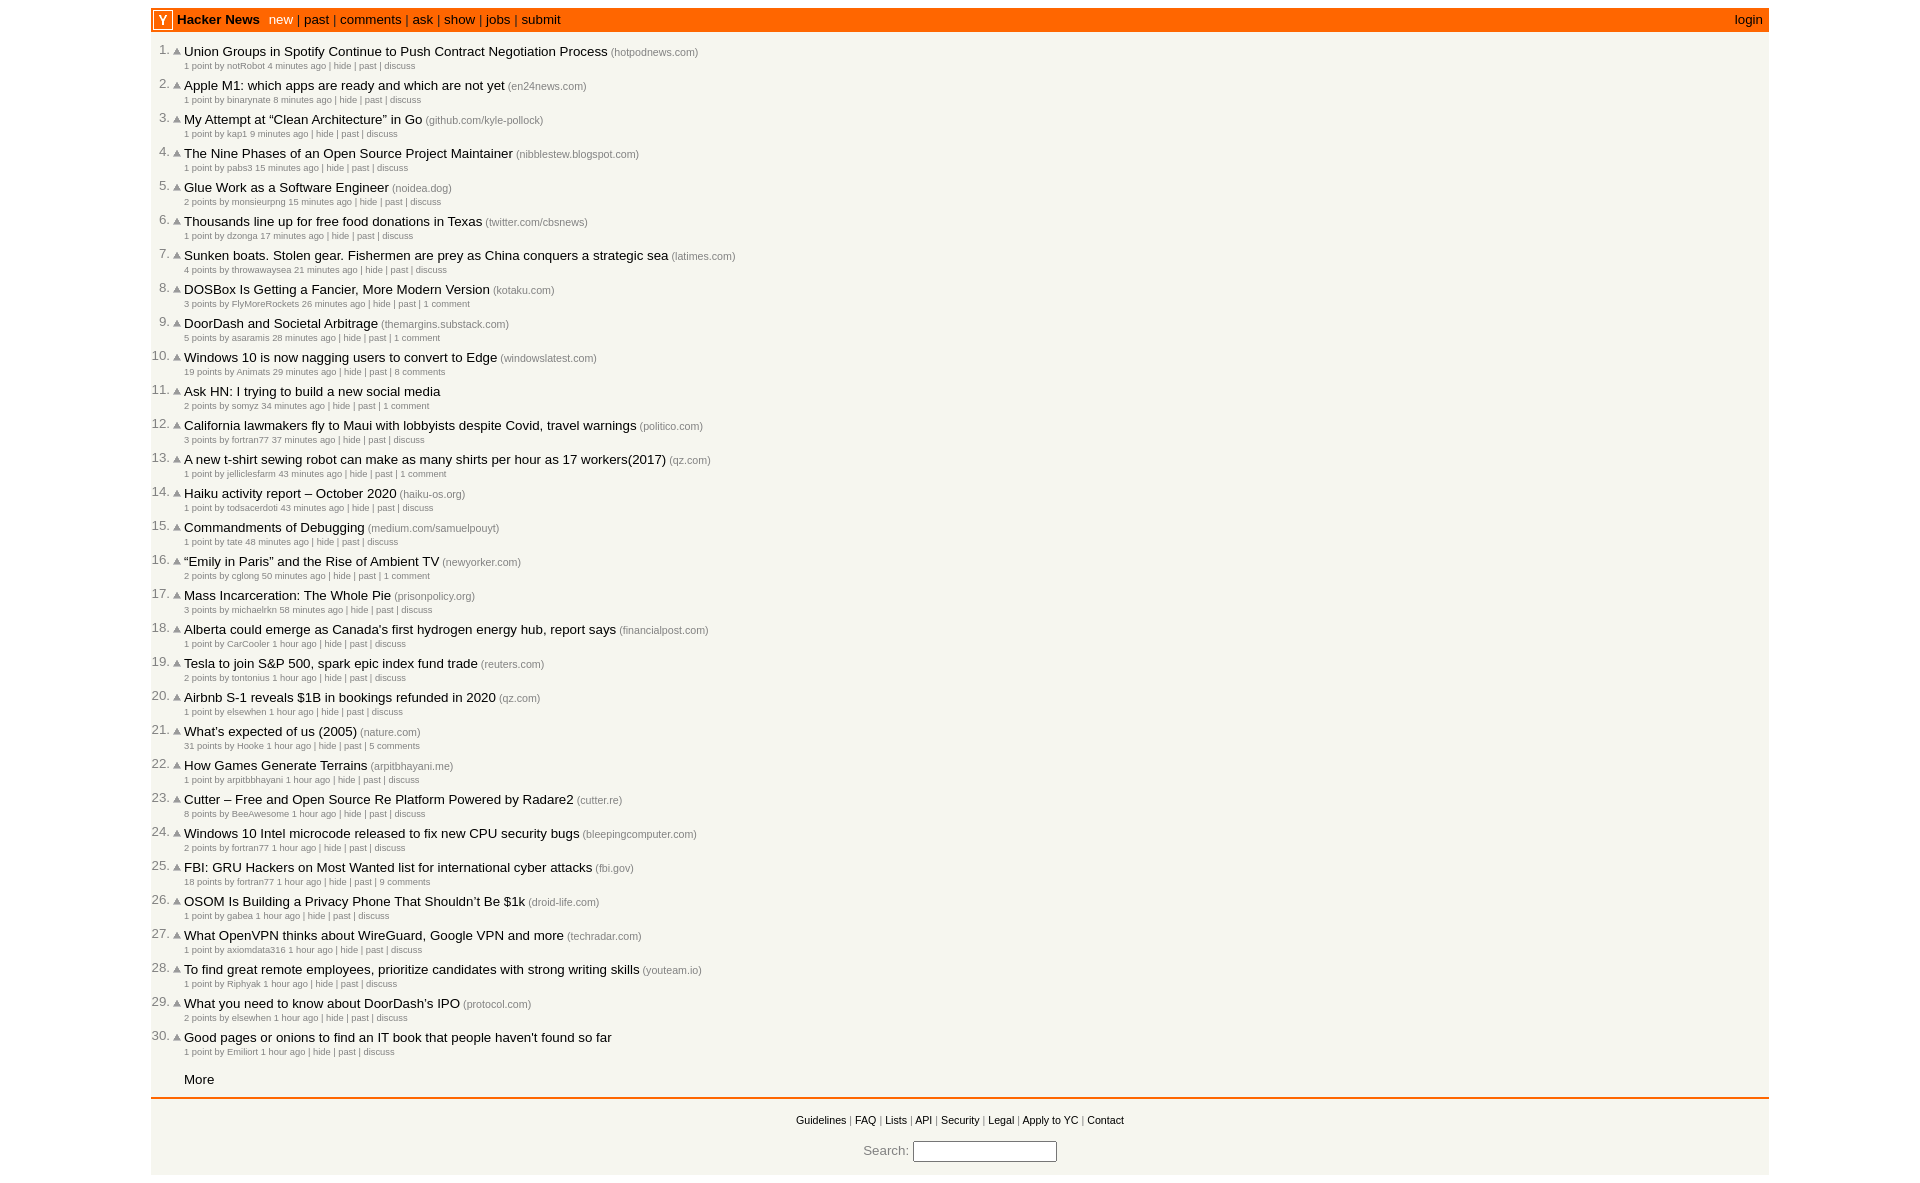 Y Hacker News new | past | comments | ask | show | jobs | submit login
1. Union Groups in Spotify Continue to Push Contract Negotiation Process (hotpodnews.com)
1 point by notRobot 4 minutes ago | hide | past | discuss
2. Apple M1: which apps are ready and which are not yet (en24news.com)
1 point by binarynate 8 minutes ago | hide | past | discuss
3. My Attempt at “Clean Architecture” in Go (github.com/kyle-pollock)
1 point by kap1 9 minutes ago | hide | past | discuss
4. The Nine Phases of an Open Source Project Maintainer (nibblestew.blogspot.com)
1 point by pabs3 15 minutes ago | hide | past | discuss
5. Glue Work as a Software Engineer (noidea.dog)
2 points by monsieurpng 15 minutes ago | hide | past | discuss
6. Thousands line up for free food donations in Texas (twitter.com/cbsnews)
1 point by dzonga 17 minutes ago | hide | past | discuss
7. Sunken boats. Stolen gear. Fishermen are prey as China conquers a strategic sea (latimes.com)
4 points by throwawaysea 21 minutes ago | hide | past | discuss
8. DOSBox Is Getting a Fancier, More Modern Version (kotaku.com)
3 points by FlyMoreRockets 26 minutes ago | hide | past | 1 comment
9. DoorDash and Societal Arbitrage (themargins.substack.com)
5 points by asaramis 28 minutes ago | hide | past | 1 comment
10. Windows 10 is now nagging users to convert to Edge (windowslatest.com)
19 points by Animats 29 minutes ago | hide | past | 8 comments
11. Ask HN: I trying to build a new social media
2 points by somyz 34 minutes ago | hide | past | 1 comment
12. California lawmakers fly to Maui with lobbyists despite Covid, travel warnings (politico.com)
3 points by fortran77 37 minutes ago | hide | past | discuss
13. A new t-shirt sewing robot can make as many shirts per hour as 17 workers(2017) (qz.com)
1 point by jelliclesfarm 43 minutes ago | hide | past | 1 comment
14. Haiku activity report – October 2020 (haiku-os.org)
1 point by todsacerdoti 43 minutes ago | hide | past | discuss
15. Commandments of Debugging (medium.com/samuelpouyt)
1 point by tate 48 minutes ago | hide | past | discuss
16. “Emily in Paris” and the Rise of Ambient TV (newyorker.com)
2 points by cglong 50 minutes ago | hide | past | 1 comment
17. Mass Incarceration: The Whole Pie (prisonpolicy.org)
3 points by michaelrkn 58 minutes ago | hide | past | discuss
18. Alberta could emerge as Canada's first hydrogen energy hub, report says (financialpost.com)
1 point by CarCooler 1 hour ago | hide | past | discuss
19. Tesla to join S&P 500, spark epic index fund trade (reuters.com)
2 points by tontonius 1 hour ago | hide | past | discuss
20. Airbnb S-1 reveals $1B in bookings refunded in 2020 (qz.com)
1 point by elsewhen 1 hour ago | hide | past | discuss
21. What’s expected of us (2005) (nature.com)
31 points by Hooke 1 hour ago | hide | past | 5 comments
22. How Games Generate Terrains (arpitbhayani.me)
1 point by arpitbbhayani 1 hour ago | hide | past | discuss
23. Cutter – Free and Open Source Re Platform Powered by Radare2 (cutter.re)
8 points by BeeAwesome 1 hour ago | hide | past | discuss
24. Windows 10 Intel microcode released to fix new CPU security bugs (bleepingcomputer.com)
2 points by fortran77 1 hour ago | hide | past | discuss
25. FBI: GRU Hackers on Most Wanted list for international cyber attacks (fbi.gov)
18 points by fortran77 1 hour ago | hide | past | 9 comments
26. OSOM Is Building a Privacy Phone That Shouldn’t Be $1k (droid-life.com)
1 point by gabea 1 hour ago | hide | past | discuss
27. What OpenVPN thinks about WireGuard, Google VPN and more (techradar.com)
1 point by axiomdata316 1 hour ago | hide | past | discuss
28. To find great remote employees, prioritize candidates with strong writing skills (youteam.io)
1 point by Riphyak 1 hour ago | hide | past | discuss
29. What you need to know about DoorDash’s IPO (protocol.com)
2 points by elsewhen 1 hour ago | hide | past | discuss
30. Good pages or onions to find an IT book that people haven't found so far
1 point by Emiliort 1 hour ago | hide | past | discuss
More
Guidelines | FAQ | Lists | API | Security | Legal | Apply to YC | Contact
Search: